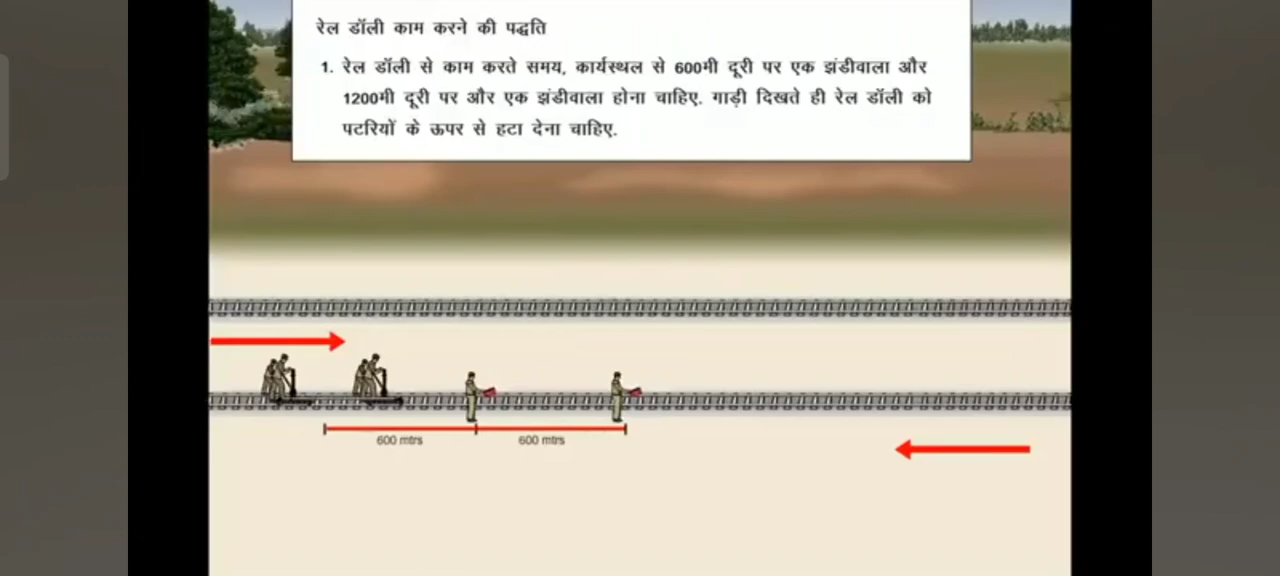 रेल डॉली काम करने की पद्धति
1. रेल डॉली से काम करते समय, कार्यस्थल से 600मी दूरी पर एक झंडीवाला और
1200मी दूरी पर और एक झंडीवाला होना चाहिए. गाड़ी दिखते ही रेल डॉली को
पटरियों के ऊपर से हटा देना चाहिए.
600 mtrs 600 mtrs